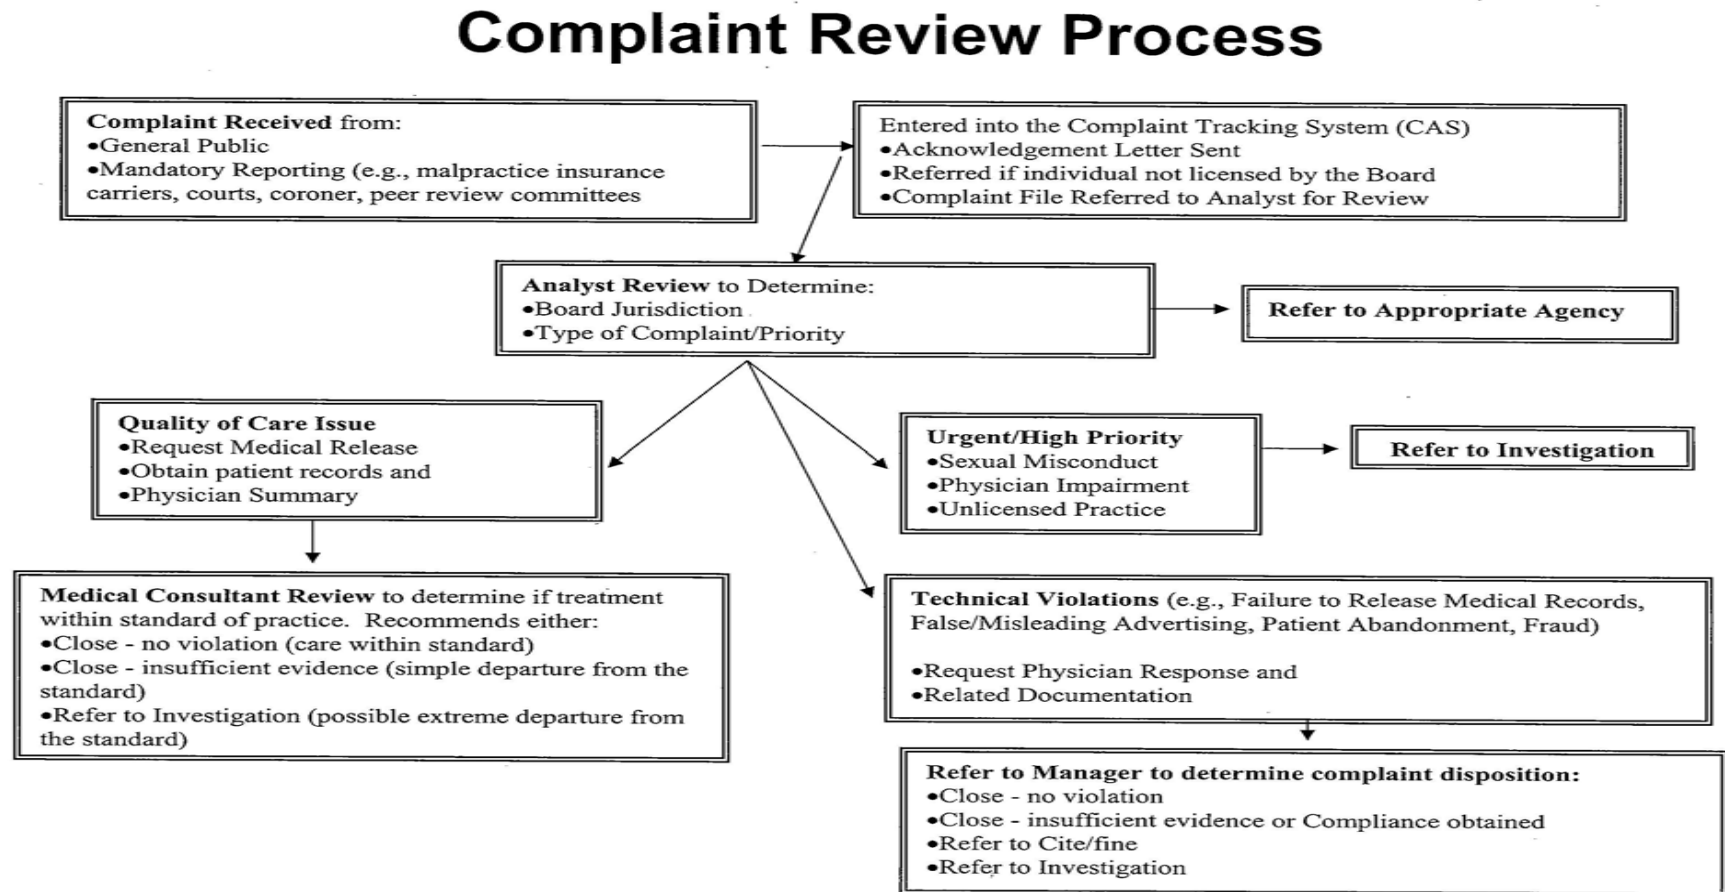 Complaint Review Process
Complaint Received from:
•General Public
•Mandatory Reporting (e.g., malpractice insurance
carriers, courts, coroner, peer review committees
Entered into the Complaint Tracking System (CAS)
•Acknowledgement Letter Sent
•Referred if individual not licensed by the Board
•Complaint File Referred to Analyst for Review
Analyst Review to Determine:
•Board Jurisdiction
•Type of Complaint/Priority
Refer to Appropriate Agency
Quality of Care Issue
•Request Medical Release
•Obtain patient records and
•Physician Summary
Urgent/High Priority
•Sexual Misconduct
•Physician Impairment
•Unlicensed Practice
Refer to Investigation
Medical Consultant Review to determine if treatment
within standard of practice. Recommends either:
•Close - no violation (care within standard)
•Close - insufficient evidence (simple departure from the
standard)
•Refer to Investigation (possible extreme departure from
the standard)
Technical Violations (e.g., Failure to Release Medical Records,
False/Misleading Advertising, Patient Abandonment, Fraud)
•Request Physician Response and
•Related Documentation
Refer to Manager to determine complaint disposition:
•Close - no violation
•Close - insufficient evidence or Compliance obtained
•Refer to Cite/fine
•Refer to Investigation